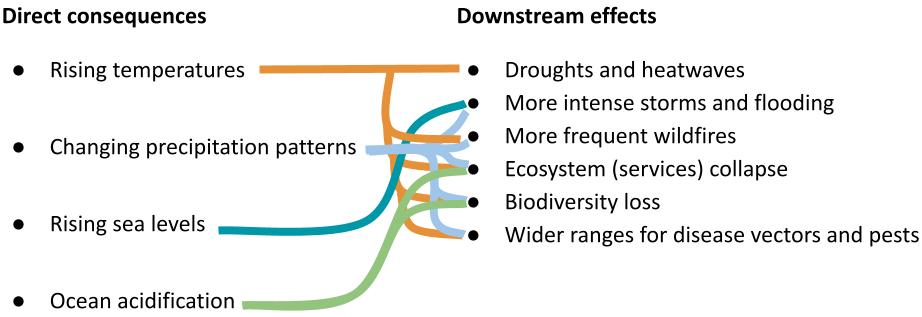 Direct consequences
Rising temperatures
Changing precipitation patterns
Rising sea levels
Ocean acidification
Downstream effects
Droughts and heatwaves
More intense storms and flooding
More frequent wildfires
Ecosystem (services) collapse
Biodiversity loss
Wider ranges for disease vectors and pests